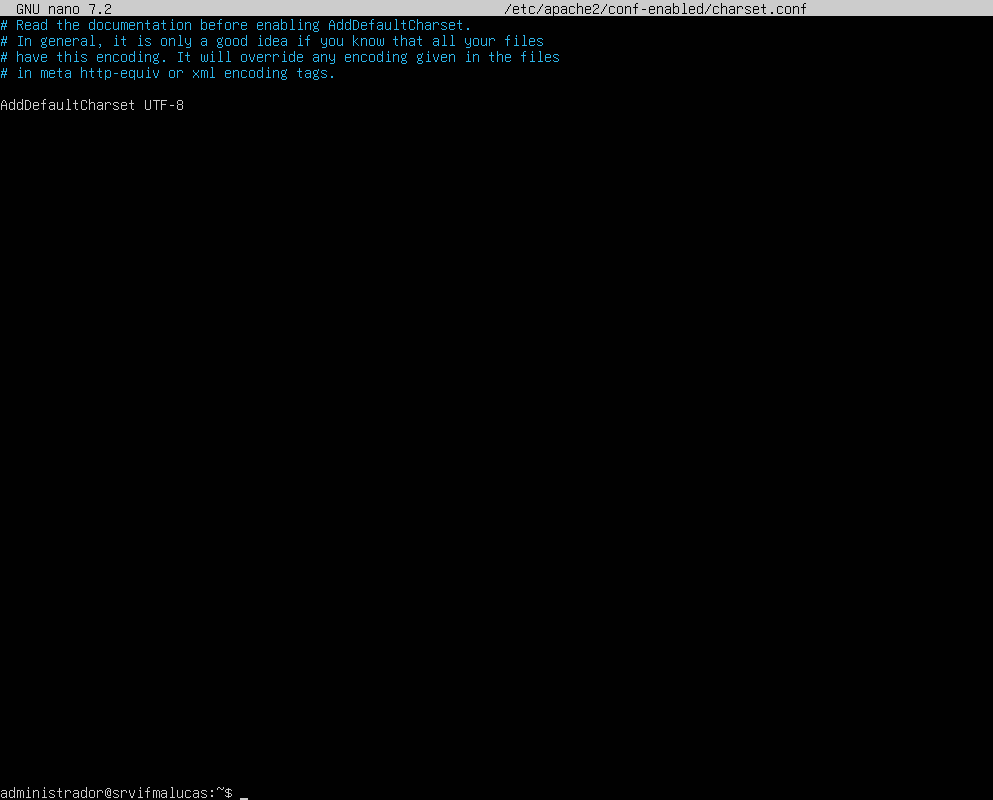 GNU nano 7.2 /etc/apache2/conf-enabled/charset.conf
# Read the documentation before enabling AddDefaultCharset.
# In general, it is only a good idea if you know that all your files
# have this encoding. It will override any encoding given in the files
# in meta http-equiv or xml encoding tags.
AddDefaultCharset UTF-8
administrador@srvifmalucas:~$ _